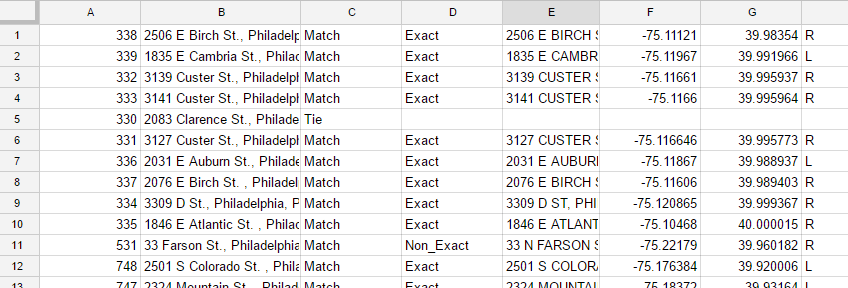 A B C D E F G
1 338 2506 E Birch St., Philadelp Match Exact 2506 E BIRCH S -75.11121 39.98354 R
2 339 1835 E Cambria St., Philad Match Exact 1835 E CAMBR -75.11967 39.991966 L
3 332 3139 Custer St., Philadelph Match Exact 3139 CUSTER S -75.11661 39.995937 R
4 333 3141 Custer St., Philadelph Match Exact 3141 CUSTER S -75.1166 39.995964 R
5 330 2083 Clarence St., Philade Tie
6 331 3127 Custer St., Philadelph Match Exact 3127 CUSTER S -75.116646 39.995773 R
7 336 2031 E Auburn St., Philade Match Exact 2031 E AUBURI -75.11867 39.988937 L
8 337 2076 E Birch St. , Philadel Match Exact 2076 E BIRCH S -75.11606 39.989403 R
9 334 3309 D St., Philadelphia, P Match Exact 3309 D ST, PHI -75.120865 39.999367 R
10 335 1846 E Atlantic St. , Philad Match Exact 1846 E ATLANT -75.10468 40.000015 R
11 531 33 Farson St., Philadelphia Match Non_Exact 33 N FARSON S -75.22179 39.960182 R
12 748 2501 S Colorado St. , Phila Match Exact 2501 S COLOR -75.176384 39.920006 L
13 747 2324 Mountain St., Philad Match Exact 2324 MOUNTAI -75.18372 39.93164 L